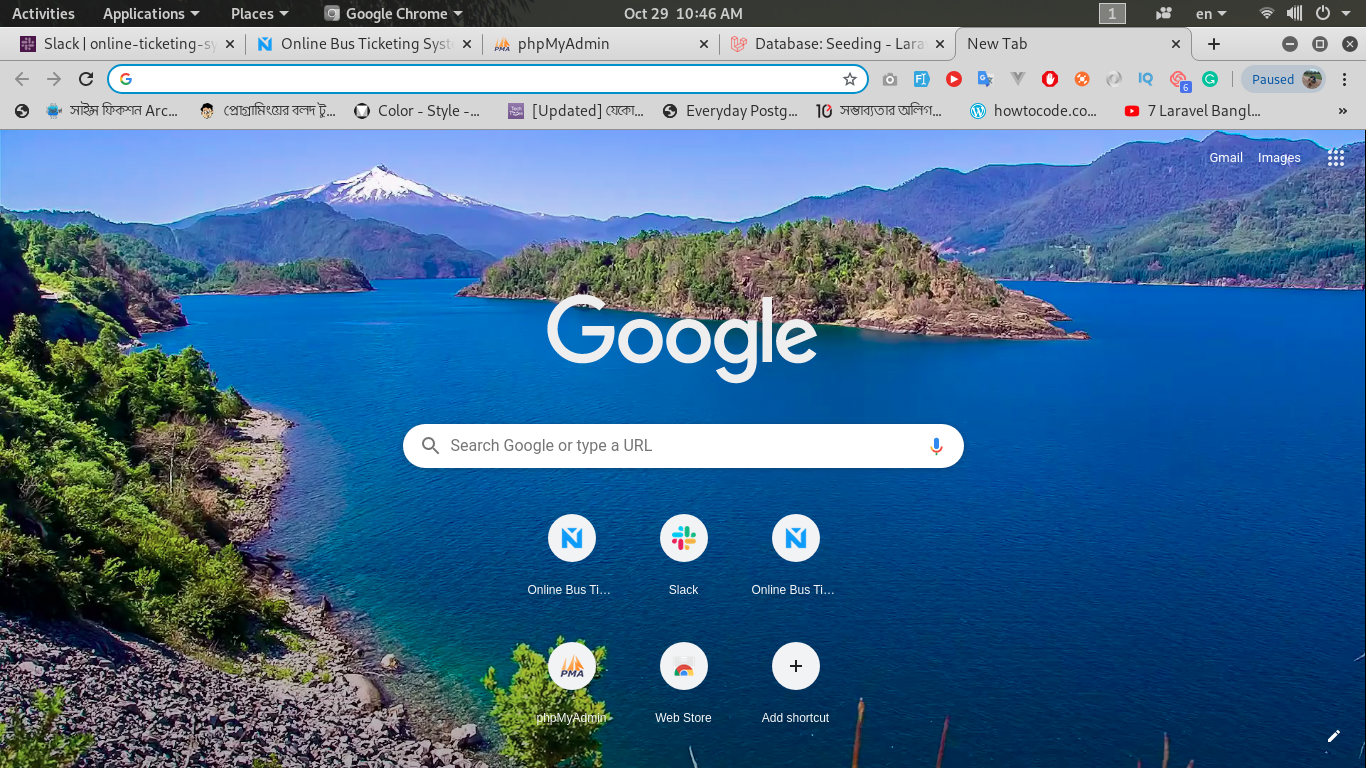 Activities Applications Places Google Chrome Oct 29 10:46 AM 1 en
Slack | online-ticketing-sy Online Bus Ticketing Syst phpMyAdmin Database: Seeding - Lara New Tab
Paused
সাইন্স ফিকশন Arc... প্রোগ্রামিংয়ের বলদ টু... Color - Style -... [Updated] যেকো... Everyday Postg... সম্ভাব্যতার অলিগ... howtocode.co... 7 Laravel Bangl... »
Gmail Images
Google
Search Google or type a URL
Online Bus Ti... Slack Online Bus Ti...
PMA
phpMyAdmin Web Store Add shortcut